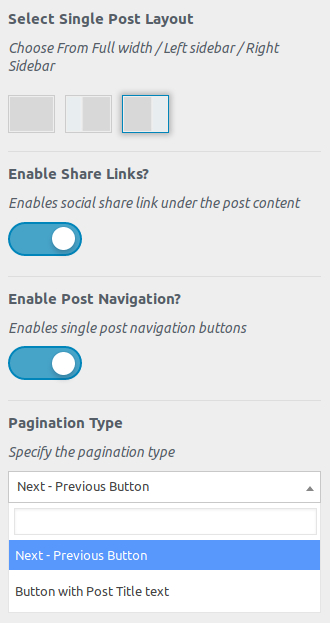 Select Single Post Layout
Choose From Full width / Left sidebar / Right
Sidebar
Enable Share Links?
Enables social share link under the post content
Enable Post Navigation?
Enables single post navigation buttons
Pagination Type
Specify the pagination type
Next - Previous Button
Next - Previous Button
Button with Post Title text